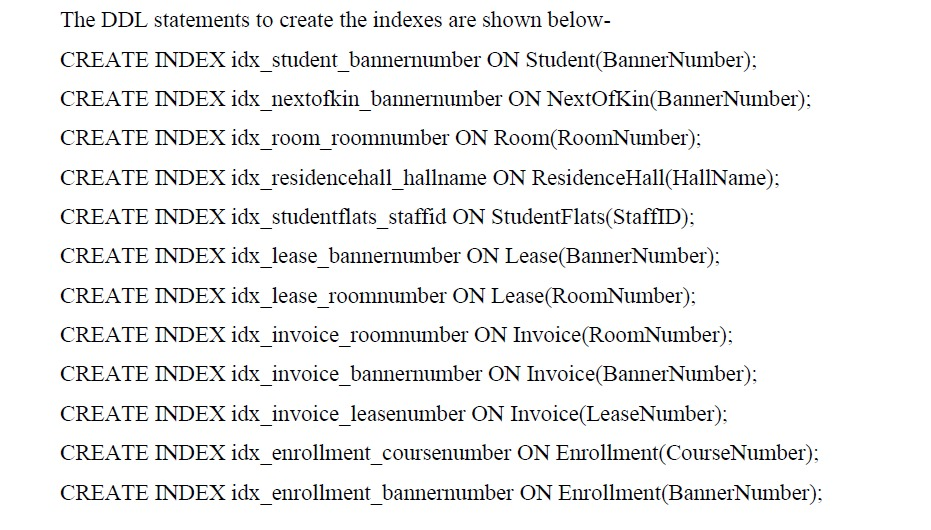 The DDL statements to create the indexes are shown below-
CREATE INDEX idx_student_bannernumber ON Student(BannerNumber);
CREATE INDEX idx_nextofkin_bannernumber ON NextOfKin(BannerNumber);
CREATE INDEX idx_room_roomnumber ON Room(RoomNumber);
CREATE INDEX idx_residencehall_hallname ON ResidenceHall(HallName);
CREATE INDEX idx_studentflats_staffid ON StudentFlats(StaffID);
CREATE INDEX idx_lease_bannernumber ON Lease(BannerNumber);
CREATE INDEX idx_lease_roomnumber ON Lease(RoomNumber);
CREATE INDEX idx_invoice_roomnumber ON Invoice(RoomNumber);
CREATE INDEX idx_invoice_bannernumber ON Invoice(BannerNumber);
CREATE INDEX idx_invoice_leasenumber ON Invoice(LeaseNumber);
CREATE INDEX idx_enrollment_coursenumber ON Enrollment(CourseNumber);
CREATE INDEX idx_enrollment_bannernumber ON Enrollment(BannerNumber);